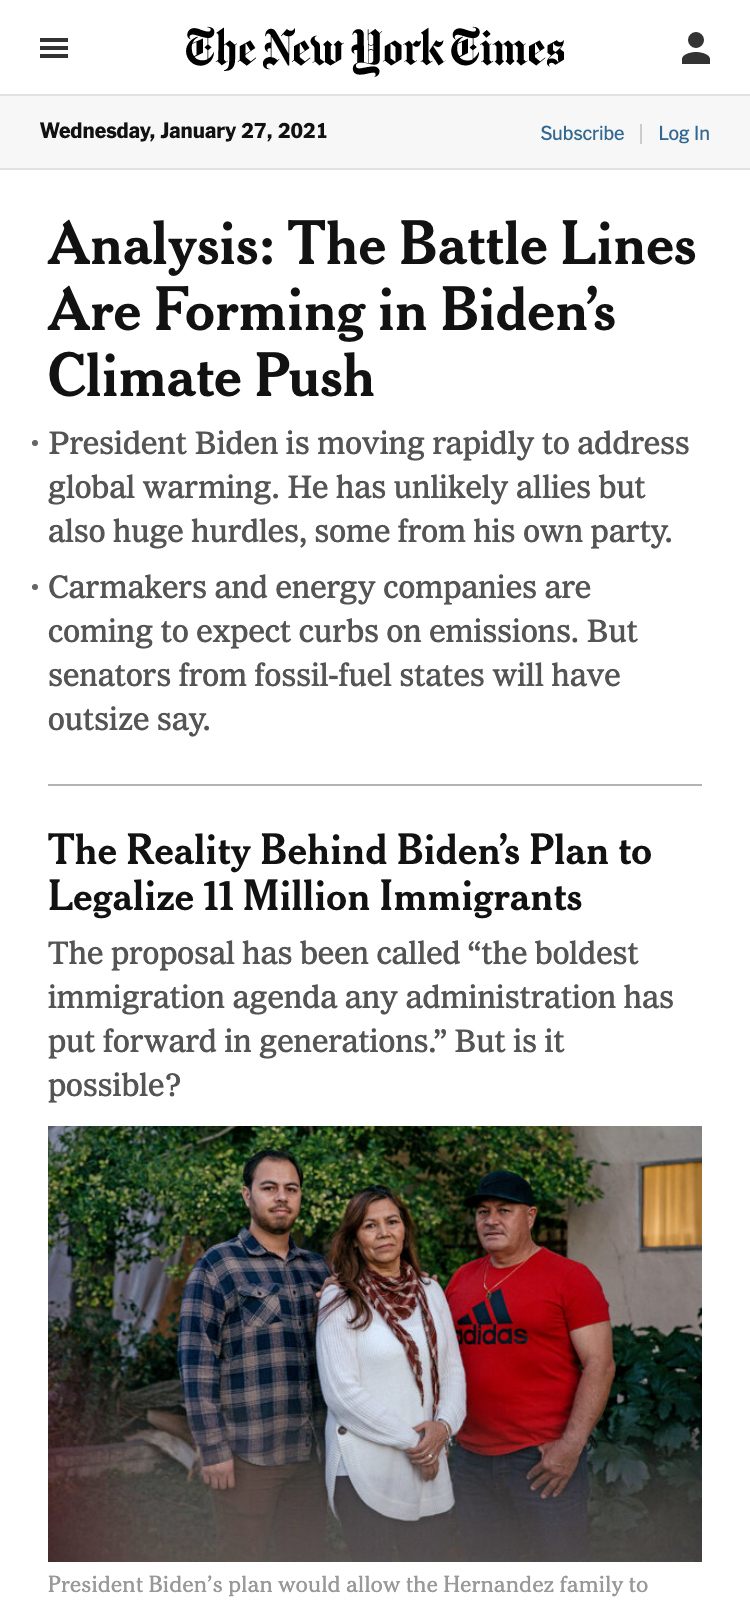 The New York Times
Wednesday, January 27, 2021
Subscribe | Log In
Analysis: The Battle Lines
Are Forming in Biden’s
Climate Push
• President Biden is moving rapidly to address
global warming. He has unlikely allies but
also huge hurdles, some from his own party.
• Carmakers and energy companies are
coming to expect curbs on emissions. But
senators from fossil-fuel states will have
outsize say.
The Reality Behind Biden’s Plan to
Legalize 11 Million Immigrants
The proposal has been called “the boldest
immigration agenda any administration has
put forward in generations.” But is it
possible?
adidas
President Biden’s plan would allow the Hernandez family to